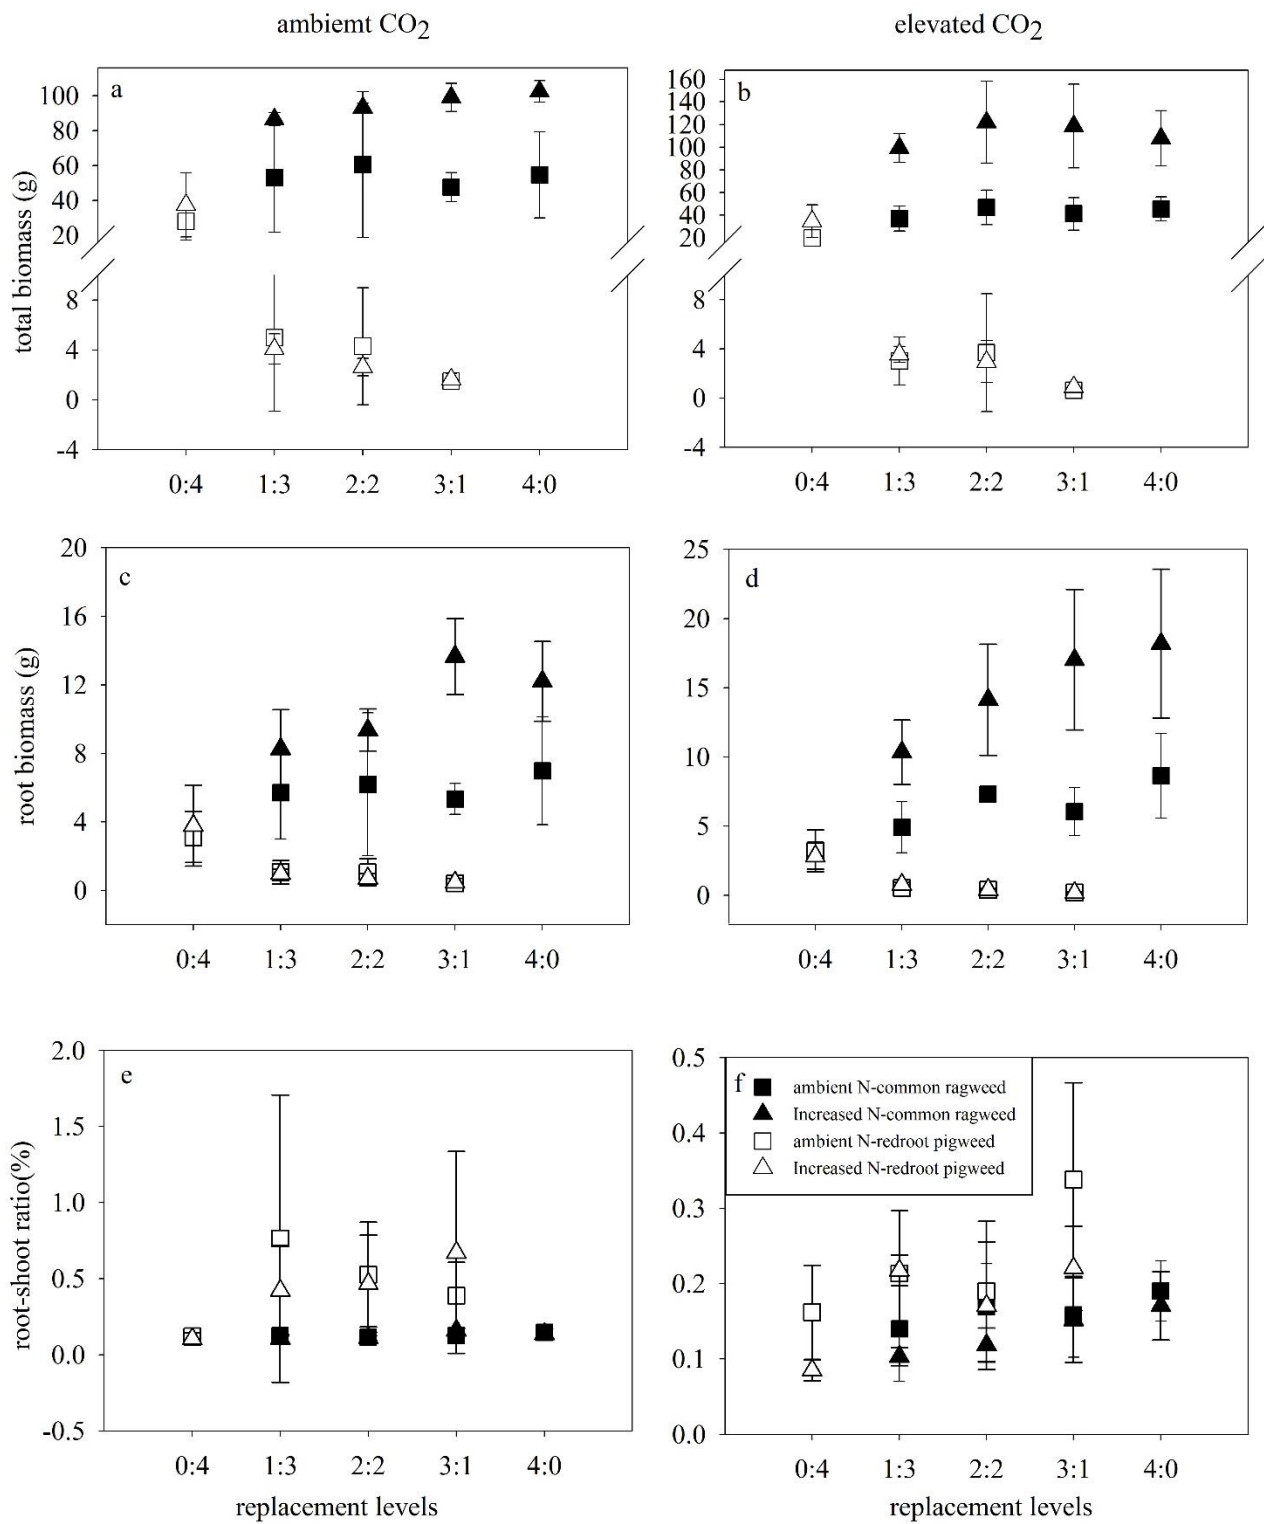 ambiemt CO2
elevated CO2
a
100
80
60
40
20
8
4
0
-4
total biomass (g)
0:4 1:3 2:2 3:1 4:0
b
160
140
120
100
80
60
40
20
8
4
0
-4
0:4 1:3 2:2 3:1 4:0
c
20
16
12
8
4
0
root biomass (g)
0:4 1:3 2:2 3:1 4:0
d
25
20
15
10
5
0
0:4 1:3 2:2 3:1 4:0
e
2.0
1.5
1.0
0.5
0.0
-0.5
root-shoot ratio(%)
0:4 1:3 2:2 3:1 4:0
replacement levels
f
ambient N-common ragweed
Increased N-common ragweed
ambient N-redroot pigweed
Increased N-redroot pigweed
0.5
0.4
0.3
0.2
0.1
0.0
0:4 1:3 2:2 3:1 4:0
replacement levels